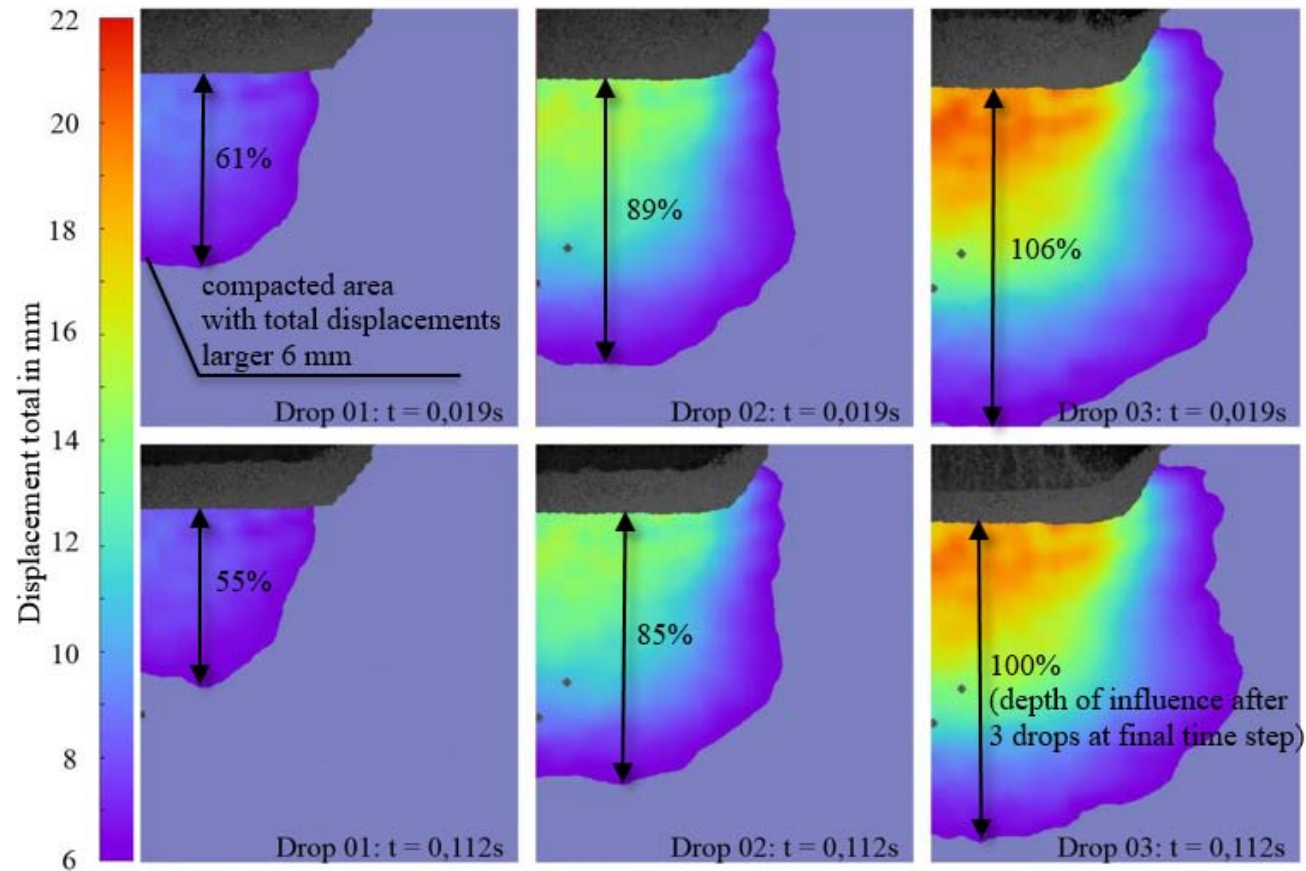 Displacement total in mm
22
20
18
16
14
12
10
8
6
61%
compacted area
with total displacements
larger 6 mm
Drop 01: t = 0,019s
89%
Drop 02: t = 0,019s
106%
Drop 03: t = 0,019s
55%
Drop 01: t = 0,112s
85%
Drop 02: t = 0,112s
100%
(depth of influence after
3 drops at final time step)
Drop 03: t = 0,112s